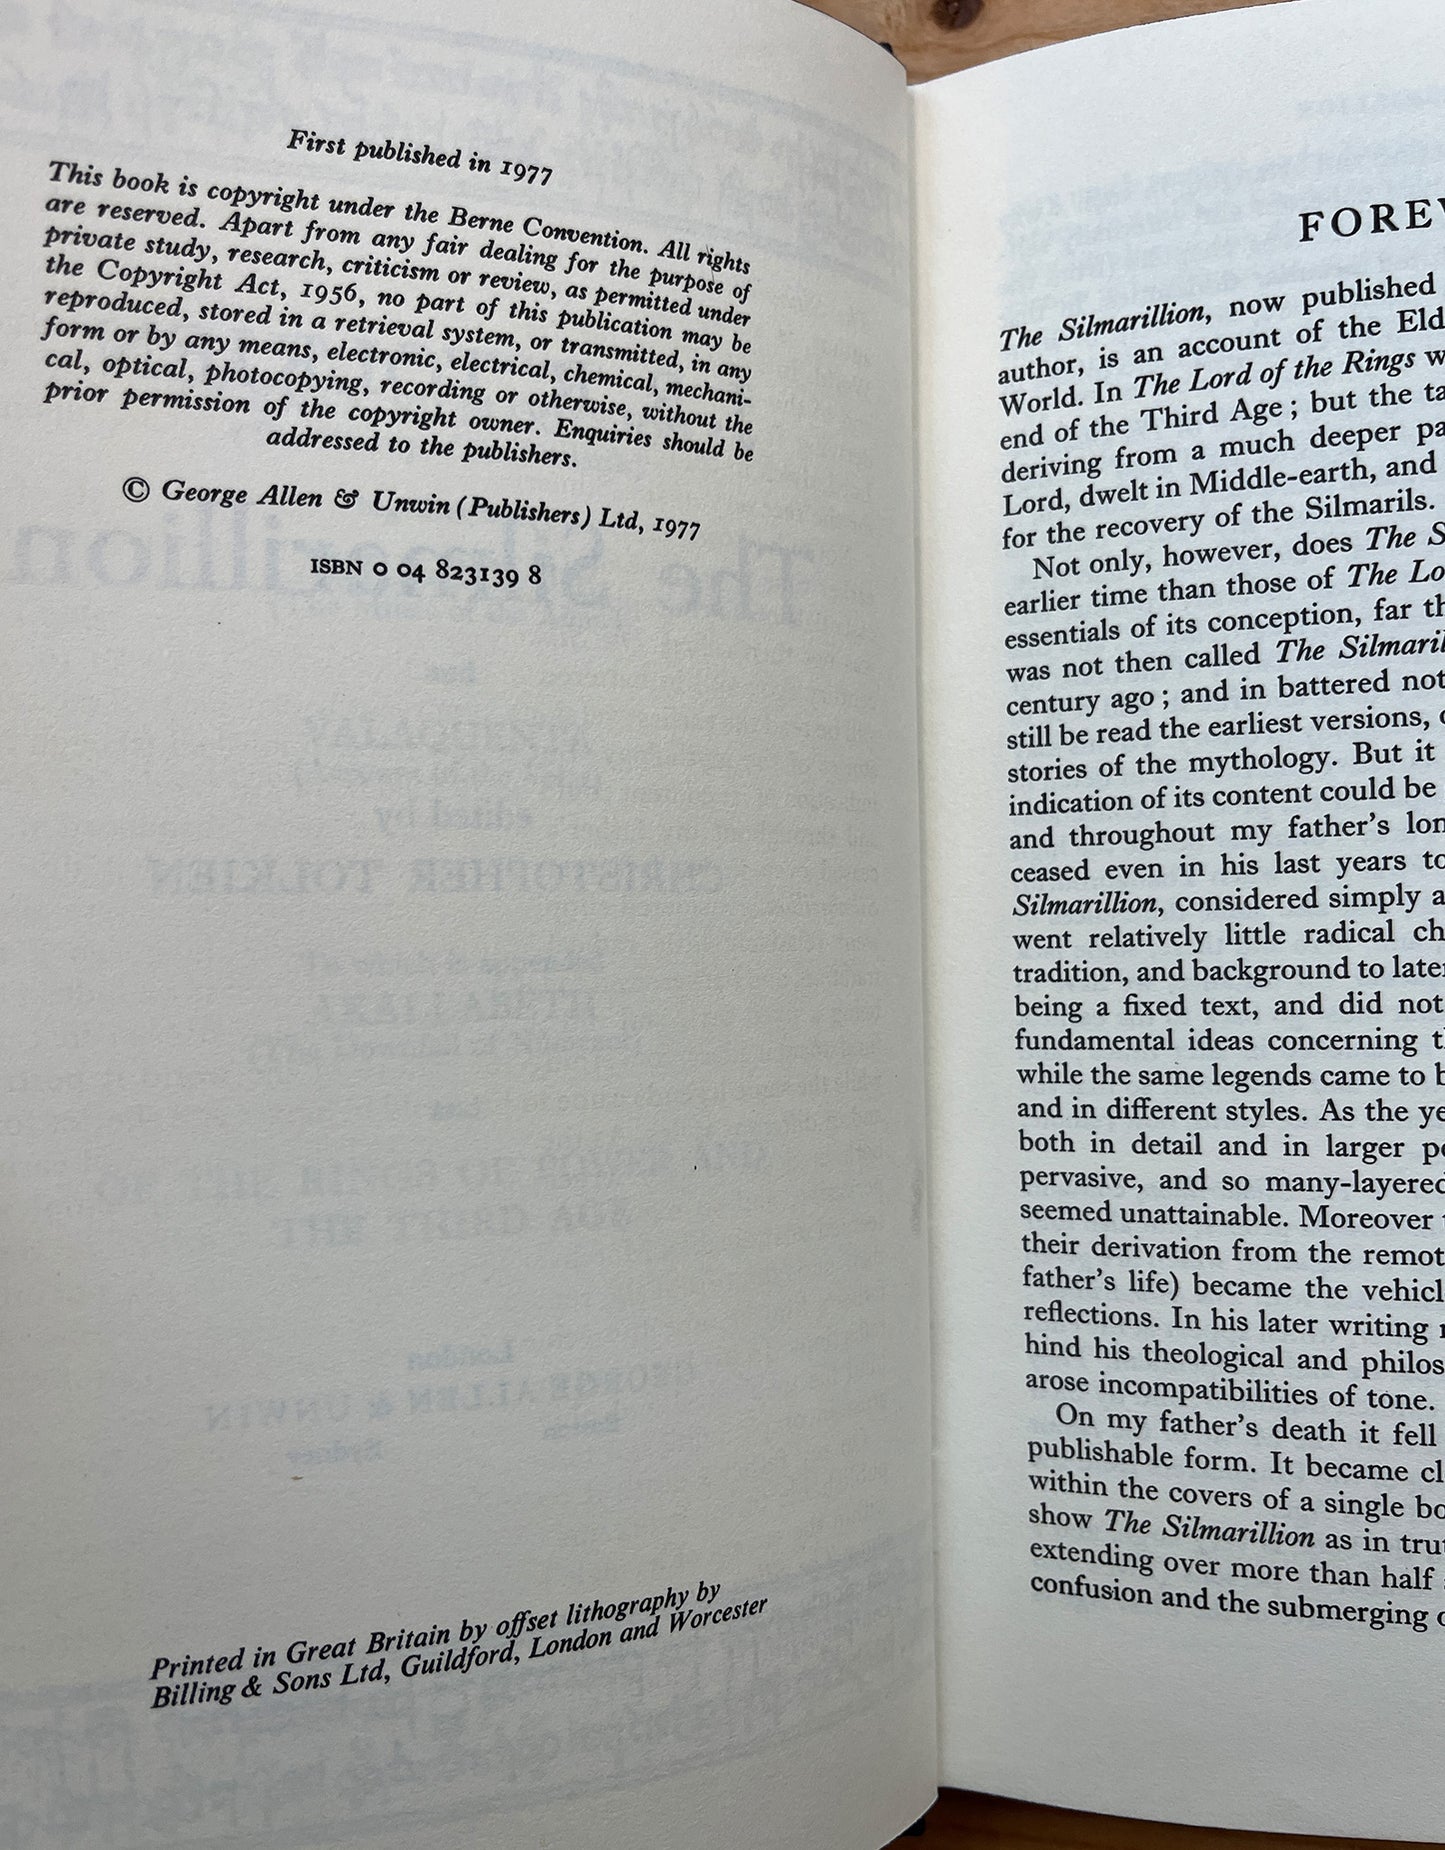 First published in 1977
This book is copyright under the Berne Convention. All rights
are reserved. Apart from any fair dealing for the purpose of
private study, research, criticism or review, as permitted under
the Copyright Act, 1956, no part of this publication may be
reproduced, stored in a retrieval system, or transmitted, in any
form or by any means, electronic, electrical, chemical, mechani-
cal, optical, photocopying, recording or otherwise, without the
prior permission of the copyright owner. Enquiries should be
addressed to the publishers.
© George Allen & Unwin (Publishers) Ltd, 1977
ISBN 0 04 823139 8
Printed in Great Britain by offset lithography by
Billing & Sons Ltd, Guildford, London and Worcester
FOREW
The Silmarillion, now published
author, is an account of the Eld
World. In The Lord of the Rings w
end of the Third Age; but the ta
deriving from a much deeper pa
Lord, dwelt in Middle-earth, and
for the recovery of the Silmarils.
Not only, however, does The S
earlier time than those of The Lo
essentials of its conception, far th
was not then called The Silmaril
century ago; and in battered not
still be read the earliest versions,
stories of the mythology. But it
indication of its content could be
and throughout my father's lon
ceased even in his last years to
Silmarillion, considered simply a
went relatively little radical ch
tradition, and background to later
being a fixed text, and did not
fundamental ideas concerning t
while the same legends came to b
and in different styles. As the ye
both in detail and in larger pe
pervasive, and so many-layered
seemed unattainable. Moreover
their derivation from the remot
father's life) became the vehicl
reflections. In his later writing
hind his theological and philos
arose incompatibilities of tone.
On my father's death it fell
publishable form. It became cl
within the covers of a single bo
show The Silmarillion as in trut
extending over more than half
confusion and the submerging